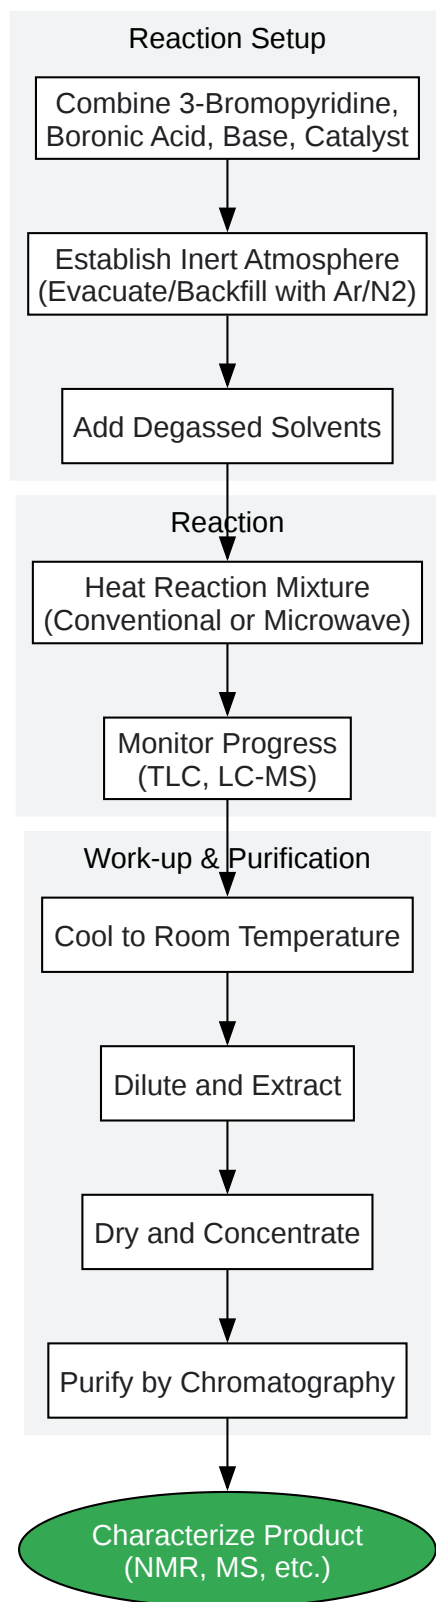 Reaction Setup
Combine 3-Bromopyridine,
Boronic Acid, Base, Catalyst
Establish Inert Atmosphere
(Evacuate/Backfill with Ar/N2)
Add Degassed Solvents
Reaction
Heat Reaction Mixture
(Conventional or Microwave)
Monitor Progress
(TLC, LC-MS)
Work-up & Purification
Cool to Room Temperature
Dilute and Extract
Dry and Concentrate
Purify by Chromatography
Characterize Product
(NMR, MS, etc.)